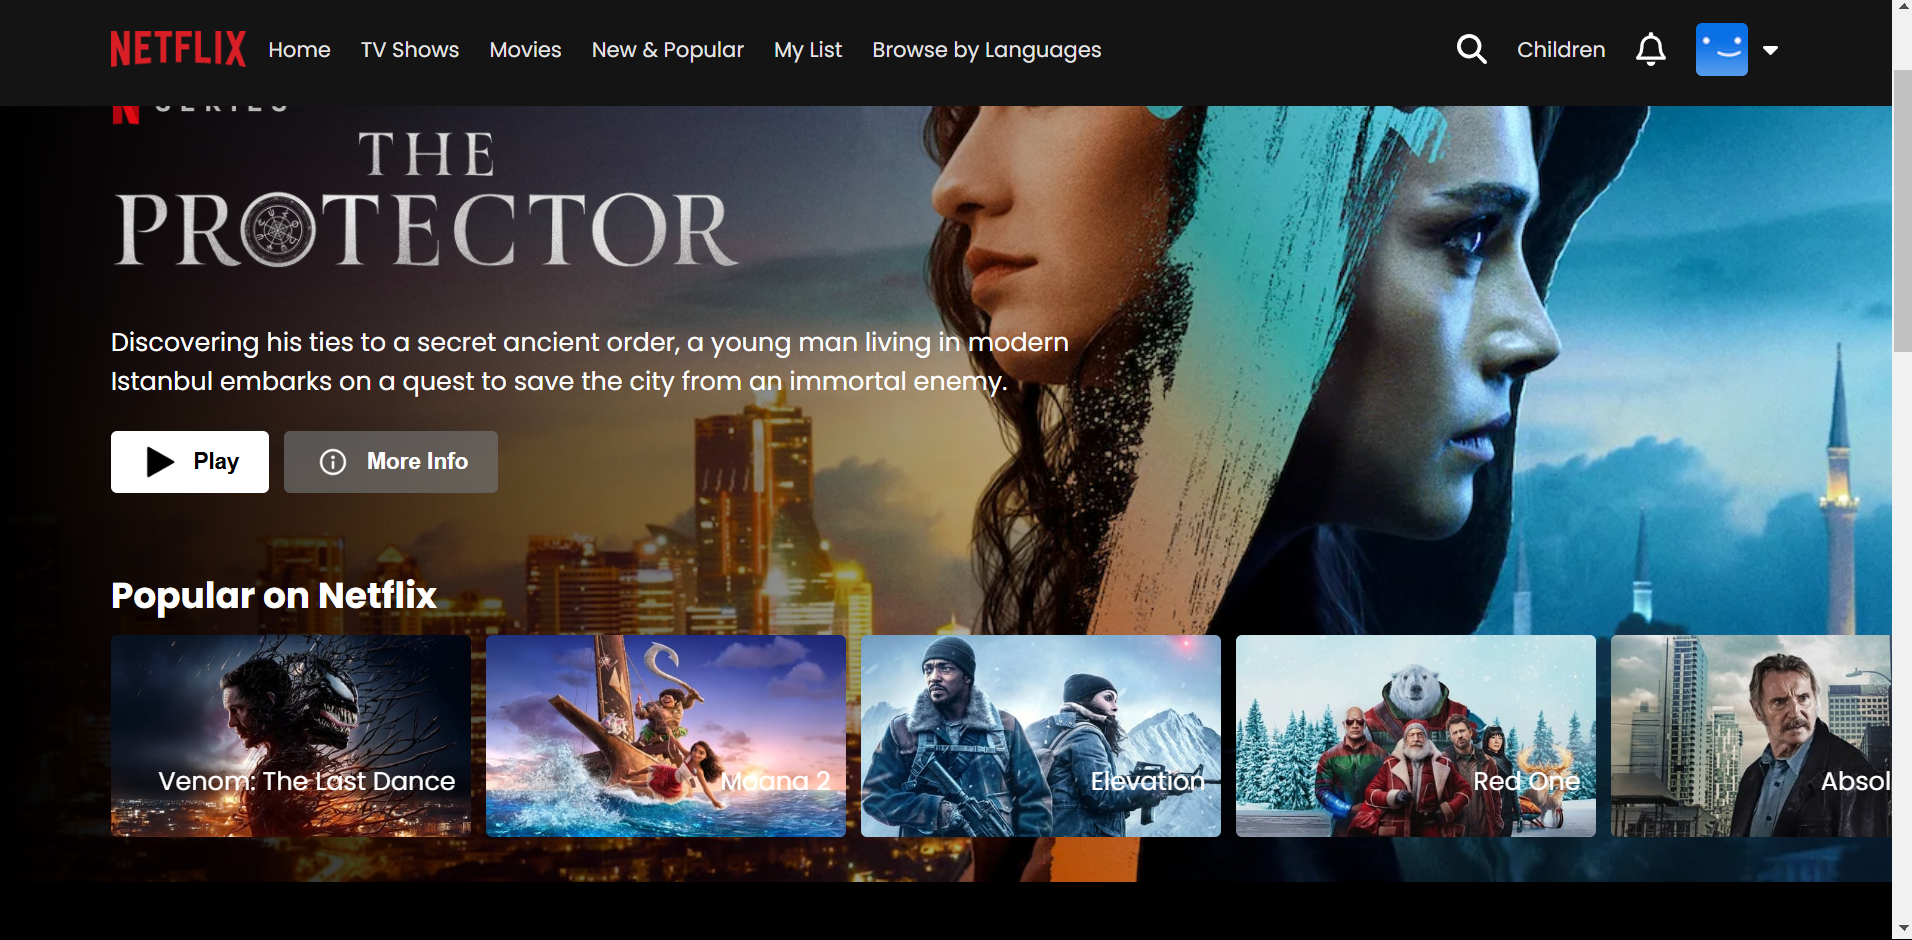 NETFLIX Home TV Shows Movies New & Popular My List Browse by Languages Children
N SERIES
THE
PROTECTOR
Discovering his ties to a secret ancient order, a young man living in modern
Istanbul embarks on a quest to save the city from an immortal enemy.
Play More Info
Popular on Netflix
Venom: The Last Dance Moana 2 Elevation Red One Absol